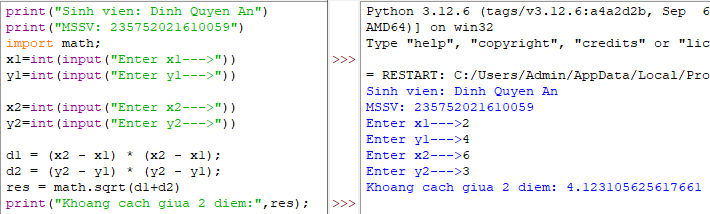 print("Sinh vien: Dinh Quyen An")
print("MSSV: 235752021610059")
import math;
x1=int(input("Enter x1--->"))
y1=int(input("Enter y1--->"))
x2=int(input("Enter x2--->"))
y2=int(input("Enter y2--->"))
d1 = (x2 - x1) * (x2 - x1);
d2 = (y2 - y1) * (y2 - y1);
res = math.sqrt(d1+d2)
print("Khoang cach giua 2 diem:",res);
Python 3.12.6 (tags/v3.12.6:a4a2d2b, Sep 6
AMD64)] on win32
Type "help", "copyright", "credits" or "lic
>>>
= RESTART: C:/Users/Admin/AppData/Local/Pro
Sinh vien: Dinh Quyen An
MSSV: 235752021610059
Enter x1--->2
Enter y1--->4
Enter x2--->6
Enter y2--->3
Khoang cach giua 2 diem: 4.123105625617661
>>>